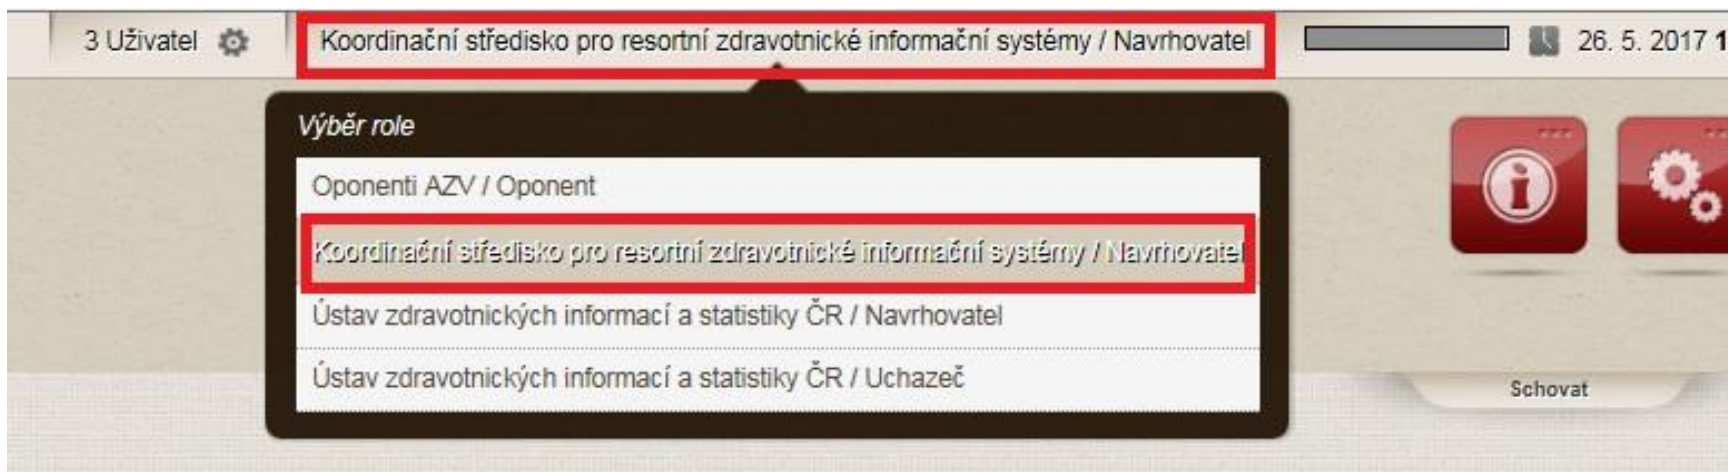 3 Uživatel
Koordinační středisko pro resortní zdravotnické informační systémy / Navrhovatel
26. 5. 2017 1
Výběr role
Oponenti AZV / Oponent
Koordinační středisko pro resortní zdravotnické informační systémy / Navrhovatel
Ústav zdravotnických informací a statistiky ČR / Navrhovatel
Ústav zdravotnických informací a statistiky ČR / Uchazeč
Schovat